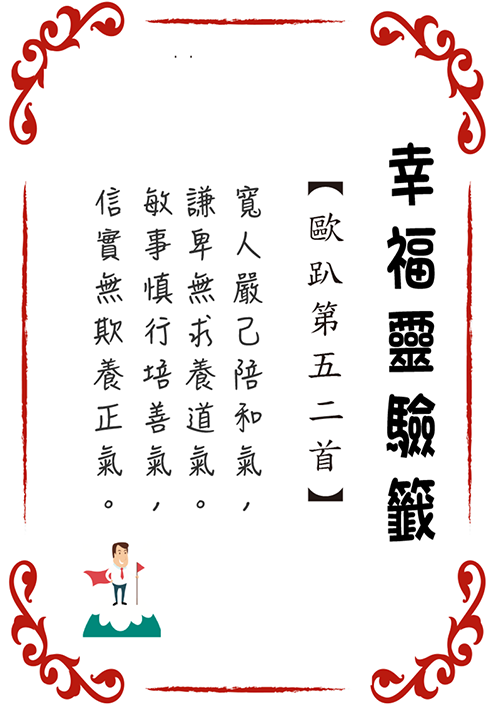 幸福靈驗籤
【歐趴第五二首】
寬人嚴己陪和氣，
謙卑無求養道氣。
敏事慎行培善氣，
信實無欺養正氣。